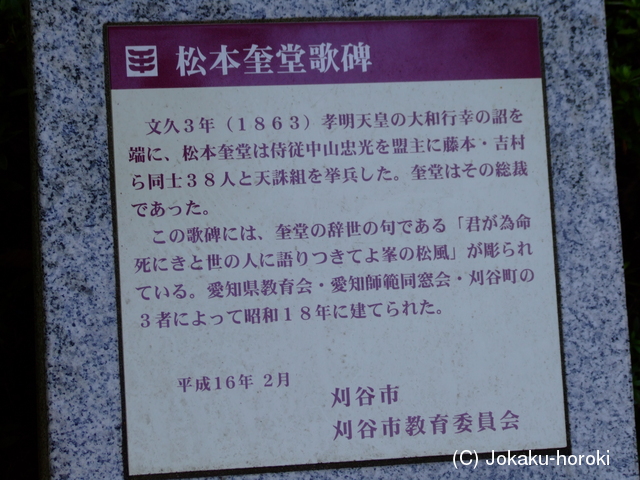 松本奎堂歌碑
文久3年(1863)孝明天皇の大和行幸の詔を
端に、松本奎堂は侍従中山忠光を盟主に藤本・吉村
ら同士38人と天誅組を挙兵した。奎堂はその総裁
であった。
この歌碑には、奎堂の辞世の句である「君が為命
死にきと世の人に語りつきてよ峯の松風」が彫られ
ている。愛知県教育会・愛知師範同窓会・刈谷町の
3者によって昭和18年に建てられた。
平成16年 2月
刈谷市
刈谷市教育委員会
(C) Jokaku-horoki